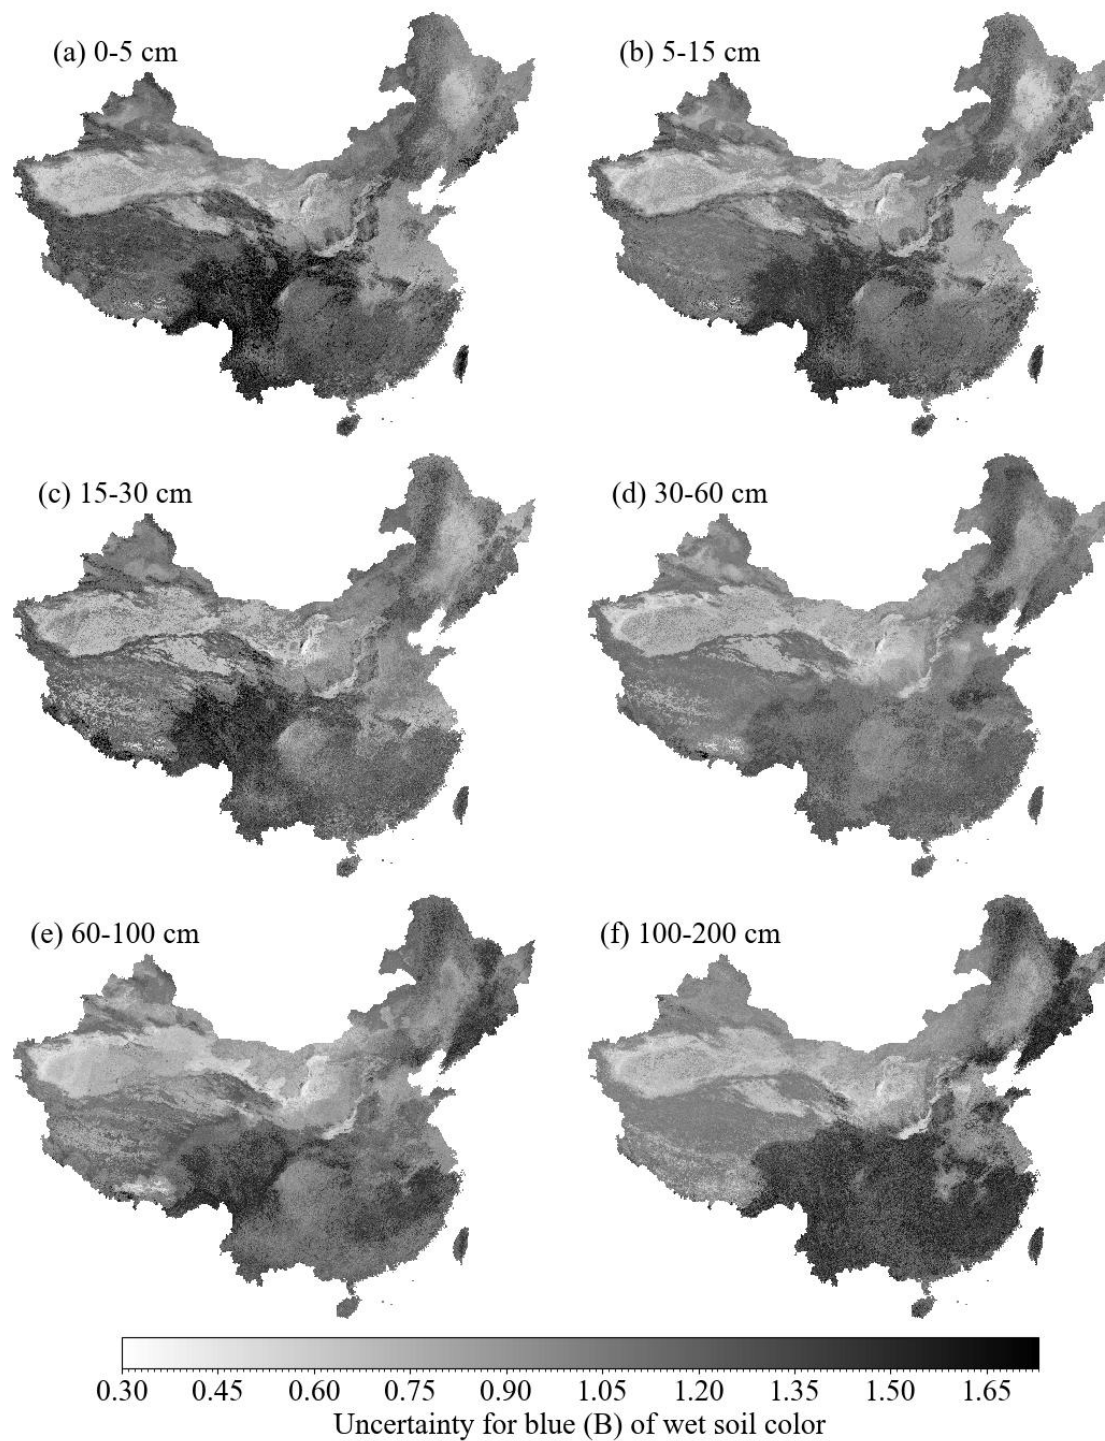 (a) 0-5 cm
(b) 5-15 cm
(c) 15-30 cm
(d) 30-60 cm
(e) 60-100 cm
(f) 100-200 cm
0.30 0.45 0.60 0.75 0.90 1.05 1.20 1.35 1.50 1.65
Uncertainty for blue (B) of wet soil color